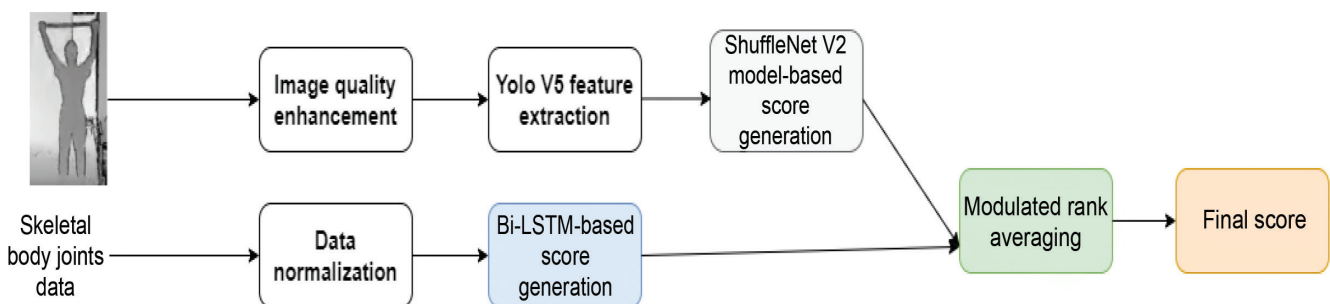 Image quality
enhancement
Yolo V5 feature
extraction
ShuffleNet V2
model-based
score
generation
Skeletal
body joints
data
Data
normalization
Bi-LSTM-based
score
generation
Modulated rank
averaging
Final score